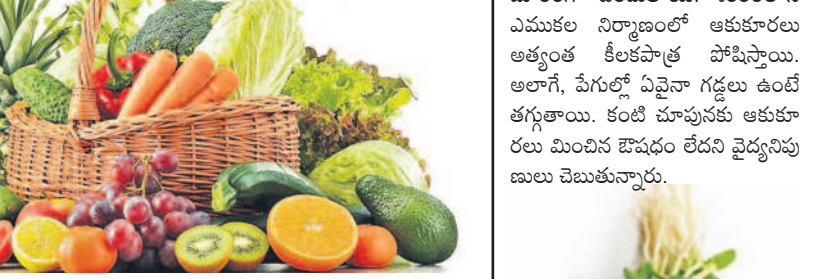 ఎముకల నిర్మాణంలో ఆకుకూరలు
అత్యంత కీలకపాత్ర పోషిస్తాయి.
అలాగే, పేగుల్లో ఏవైనా గడ్డలు ఉంటే
తగ్గుతాయి. కంటి చూపునకు ఆకుకూ
రలు మించిన ఔషధం లేదని వైద్యనిపు
ణులు చెబుతున్నారు.